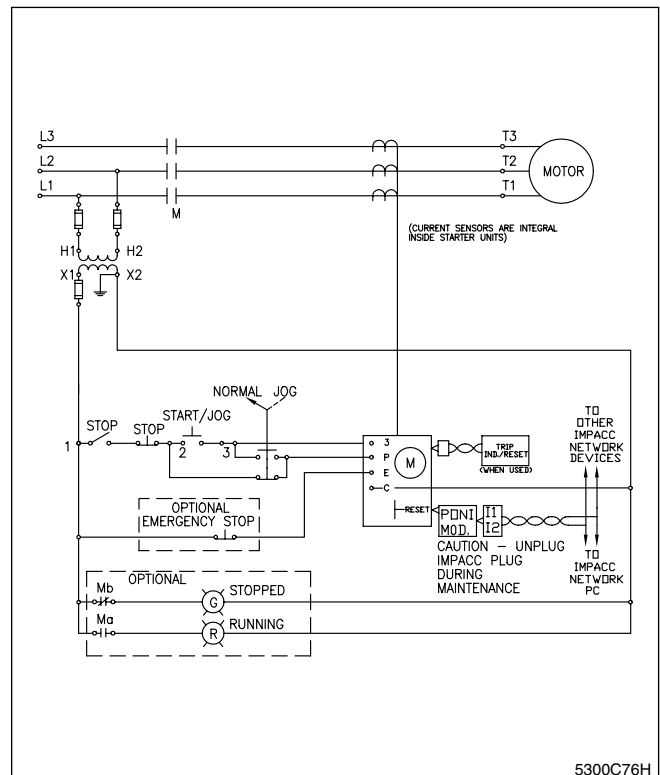 L3
T3
L2
T2
MOTOR
L1
T1
M
(CURRENT SENSORS ARE INTEGRAL
INSIDE STARTER UNITS)
H1
H2
X1
X2
NORMAL JOG
START/JOG
STOP
STOP
1
2
3
3
P
E
C
M
TRIP
IND./RESET
(WHEN USED)
TO
OTHER
IMPACC
NETWORK
DEVICES
OPTIONAL
EMERGENCY STOP
RESET
PONI
MOD.
I1
I2
CAUTION – UNPLUG
IMPACC PLUG
DURING
MAINTENANCE
TO
IMPACC
NETWORK
PC
OPTIONAL
Mb
G
STOPPED
Ma
R
RUNNING
5300C76H